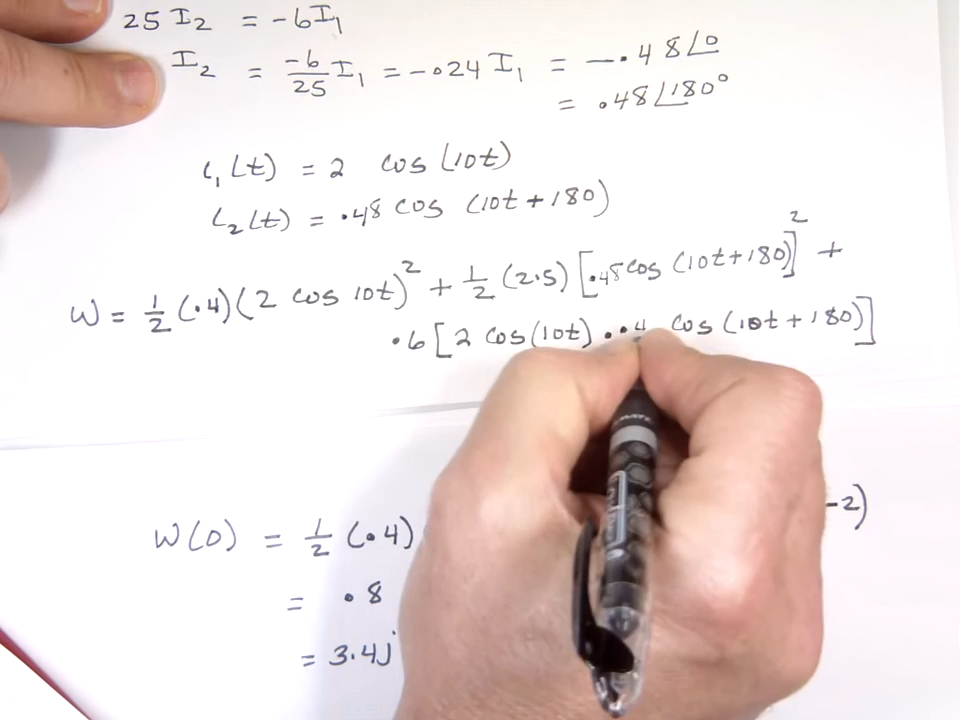 25 I₂ = -6I₁
I₂ = -6/25 I₁ = -.024 I₁ = -.48∠0
= .48∠180°
i₁(t) = 2 cos(10t)
i₂(t) = .48 cos (10t + 180)
W = 1/2 (.4)(2 cos 10t)² + 1/2 (2.5) [.48cos (10t+180)]² +
.6[2 cos(10t) • .4 cos (10t + 180)]
W(0) = 1/2 (.4) -2)
= .8
= 3.4j